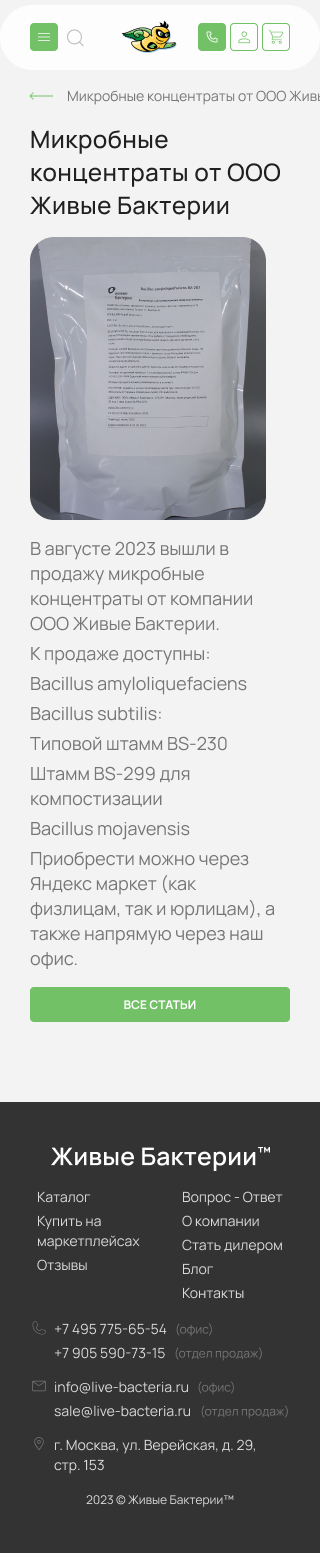 Микробные концентраты от ООО Живы
Микробные
концентраты от ООО
Живые Бактерии
В августе 2023 вышли в
продажу микробные
концентраты от компании
ООО Живые Бактерии.
К продаже доступны:
Bacillus amyloliquefaciens
Bacillus subtilis:
Типовой штамм BS-230
Штамм BS-299 для
компостизации
Bacillus mojavensis
Приобрести можно через
Яндекс маркет (как
физлицам, так и юрлицам), а
также напрямую через наш
офис.
ВСЕ СТАТЬИ
Живые Бактерии™
Каталог
Купить на
маркетплейсах
Отзывы
Вопрос - Ответ
О компании
Стать дилером
Блог
Контакты
+7 495 775-65-54 (офис)
+7 905 590-73-15 (отдел продаж)
info@live-bacteria.ru (офис)
sale@live-bacteria.ru (отдел продаж)
г. Москва, ул. Верейская, д. 29,
стр. 153
2023 © Живые Бактерии™